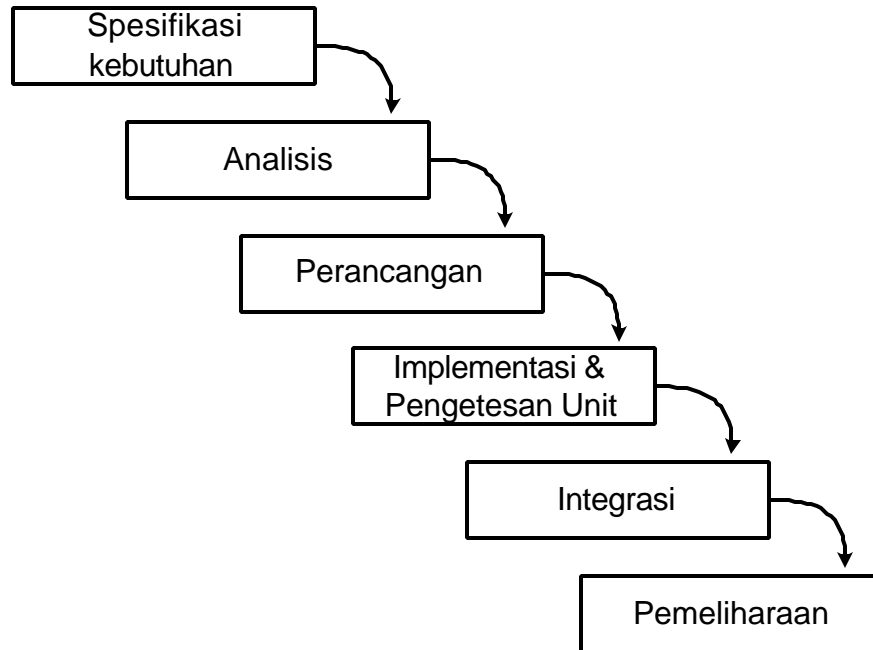 Spesifikasi
kebutuhan
Analisis
Perancangan
Implementasi &
Pengetesan Unit
Integrasi
Pemeliharaan